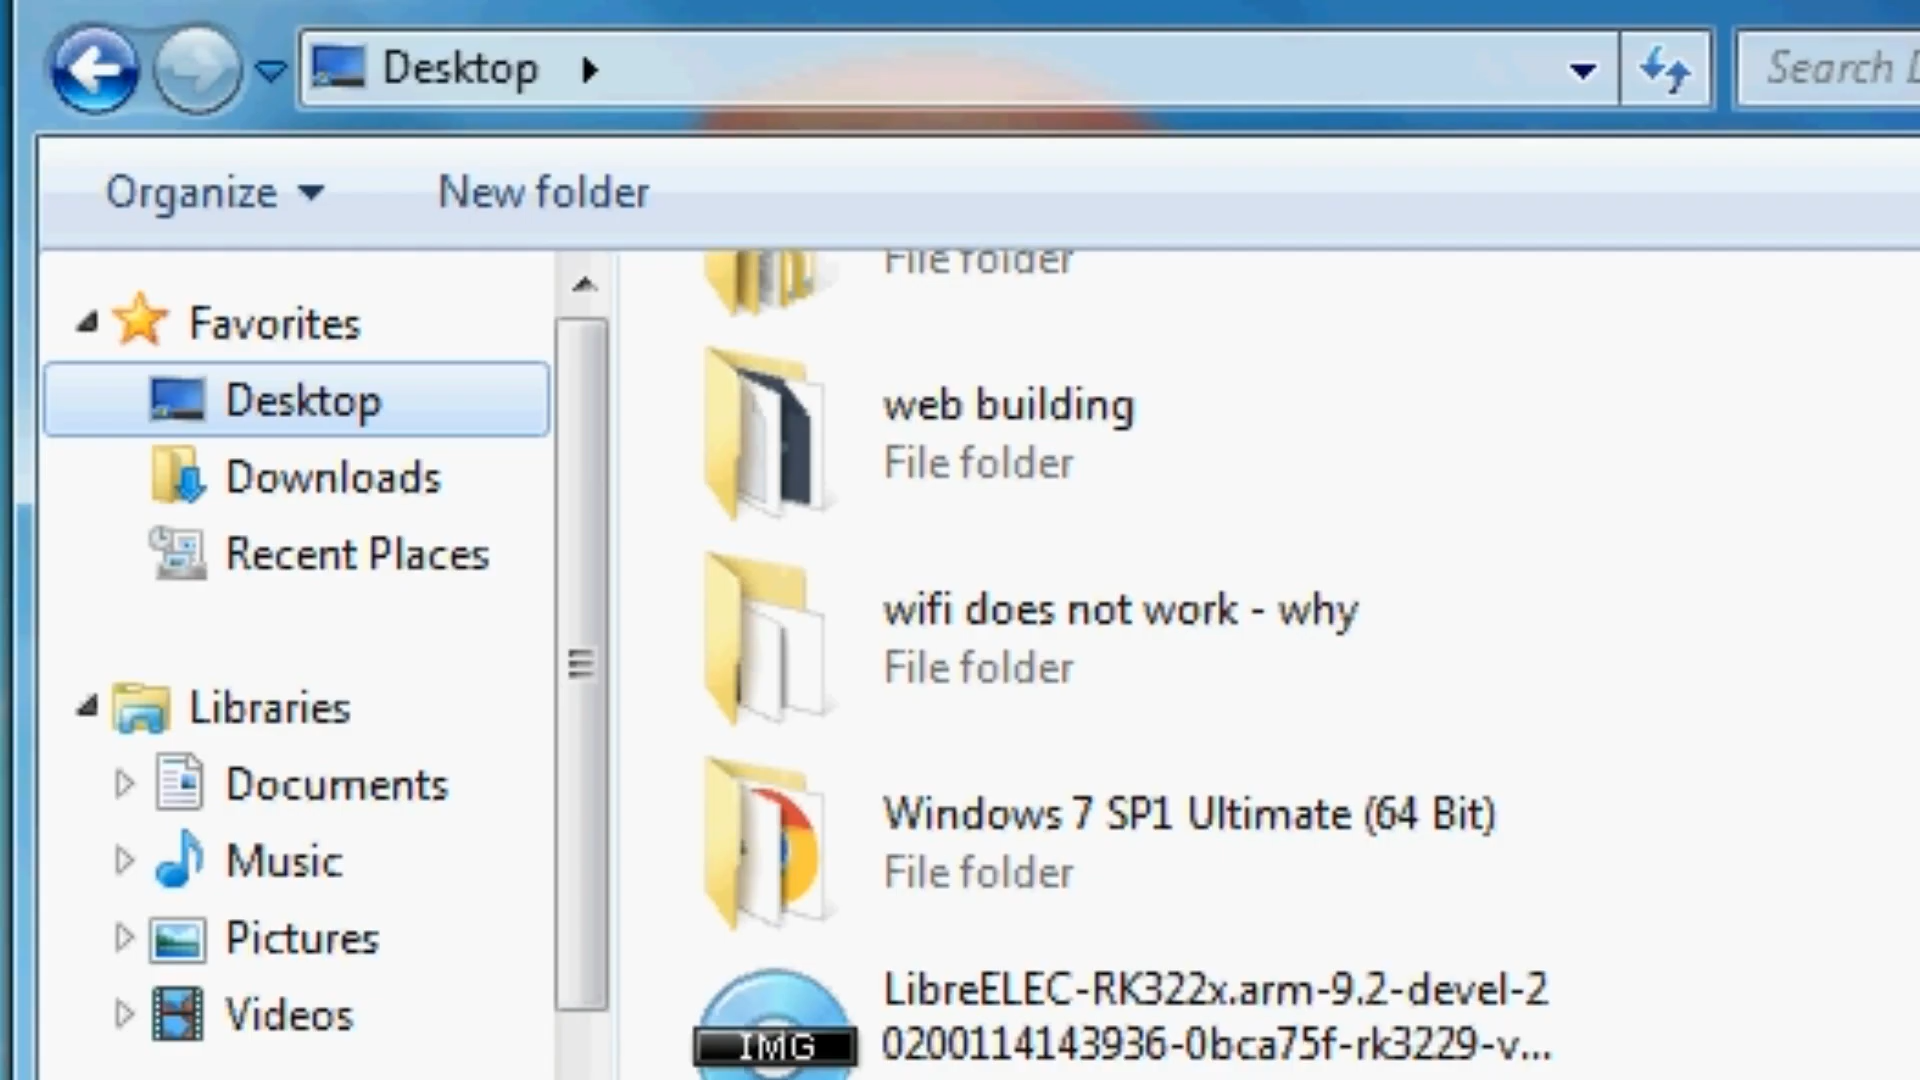 Desktop
Search
Organize
New folder
File folder
Favorites
Desktop
Downloads
Recent Places
Libraries
Documents
Music
Pictures
Videos
web building
File folder
wifi does not work - why
File folder
Windows 7 SP1 Ultimate (64 Bit)
File folder
IMG
LibreELEC-RK322x.arm-9.2-devel-2
0200114143936-0bca75f-rk3229-v...